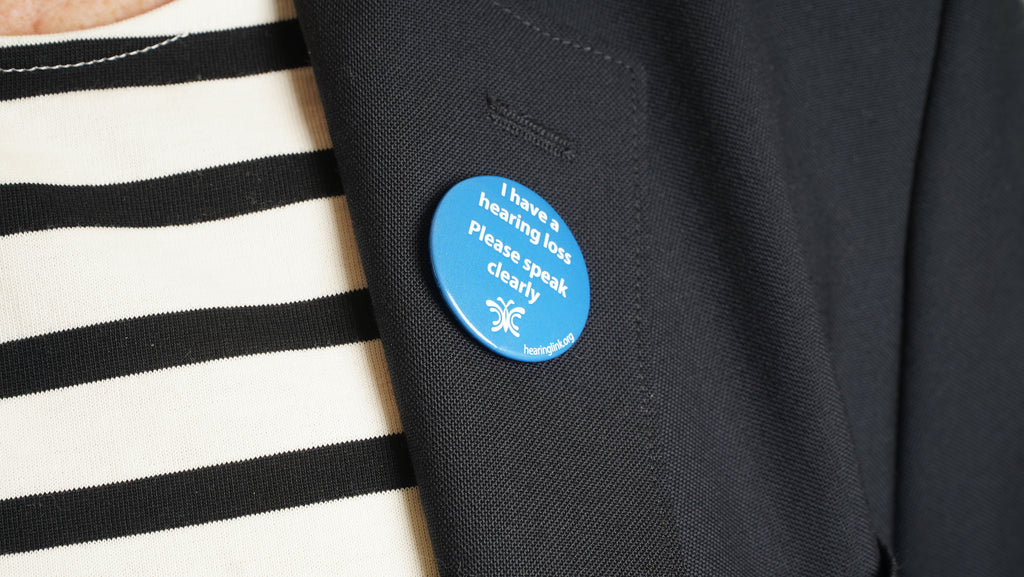 I have a
hearing loss
Please speak
clearly
hearinglink.org